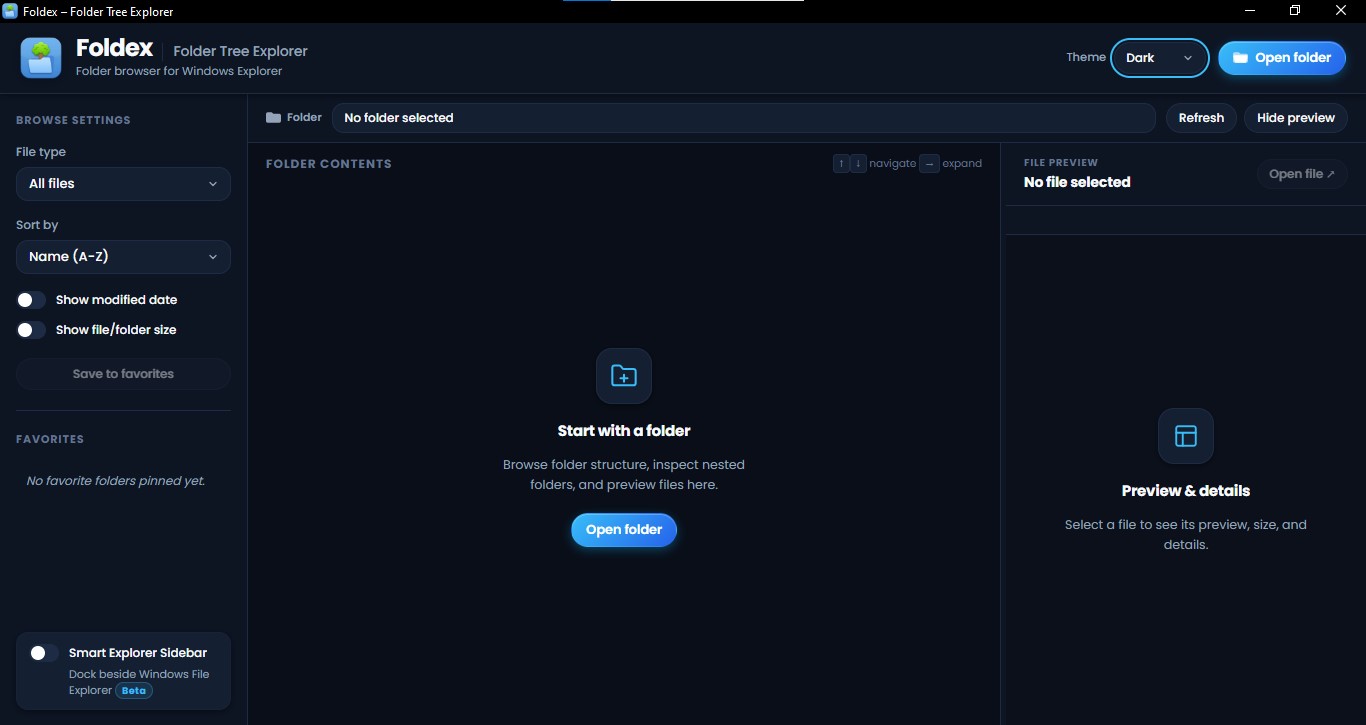 Foldex – Folder Tree Explorer
Foldex
Folder Tree Explorer
Folder browser for Windows Explorer
Theme
Dark
Open folder
BROWSE SETTINGS
File type
All files
Sort by
Name (A-Z)
Show modified date
Show file/folder size
Save to favorites
FAVORITES
No favorite folders pinned yet.
Smart Explorer Sidebar
Dock beside Windows File
Explorer Beta
Folder
No folder selected
Refresh
Hide preview
FOLDER CONTENTS
↑ ↓ navigate → expand
Start with a folder
Browse folder structure, inspect nested
folders, and preview files here.
Open folder
FILE PREVIEW
No file selected
Open file ↗
Preview & details
Select a file to see its preview, size, and
details.